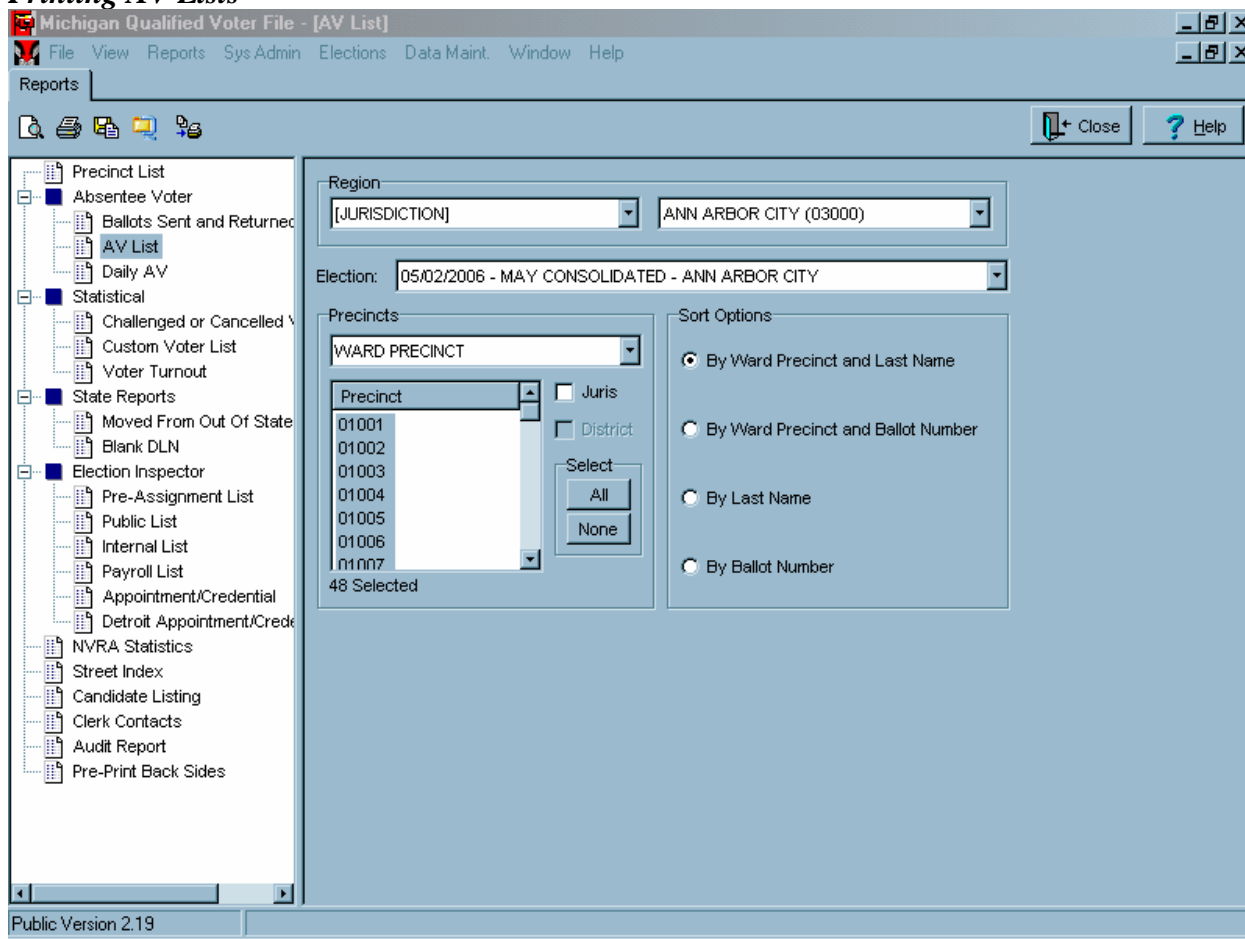 Printing AV Lists
Michigan Qualified Voter File - [AV List]
File View Reports Sys Admin Elections Data Maint. Window Help
Reports
Close Help
Precinct List
Absentee Voter
Ballots Sent and Returned
AV List
Daily AV
Statistical
Challenged or Cancelled V
Custom Voter List
Voter Turnout
State Reports
Moved From Out Of State
Blank DLN
Election Inspector
Pre-Assignment List
Public List
Internal List
Payroll List
Appointment/Credential
Detroit Appointment/Crede
NVRA Statistics
Street Index
Candidate Listing
Clerk Contacts
Audit Report
Pre-Print Back Sides
Region
[JURISDICTION] ANN ARBOR CITY (03000)
Election: 05/02/2006 - MAY CONSOLIDATED - ANN ARBOR CITY
Precincts
WARD PRECINCT
Precinct
01001
01002
01003
01004
01005
01006
01007
48 Selected
Juris
District
Select
All
None
Sort Options
By Ward Precinct and Last Name
By Ward Precinct and Ballot Number
By Last Name
By Ballot Number
Public Version 2.19